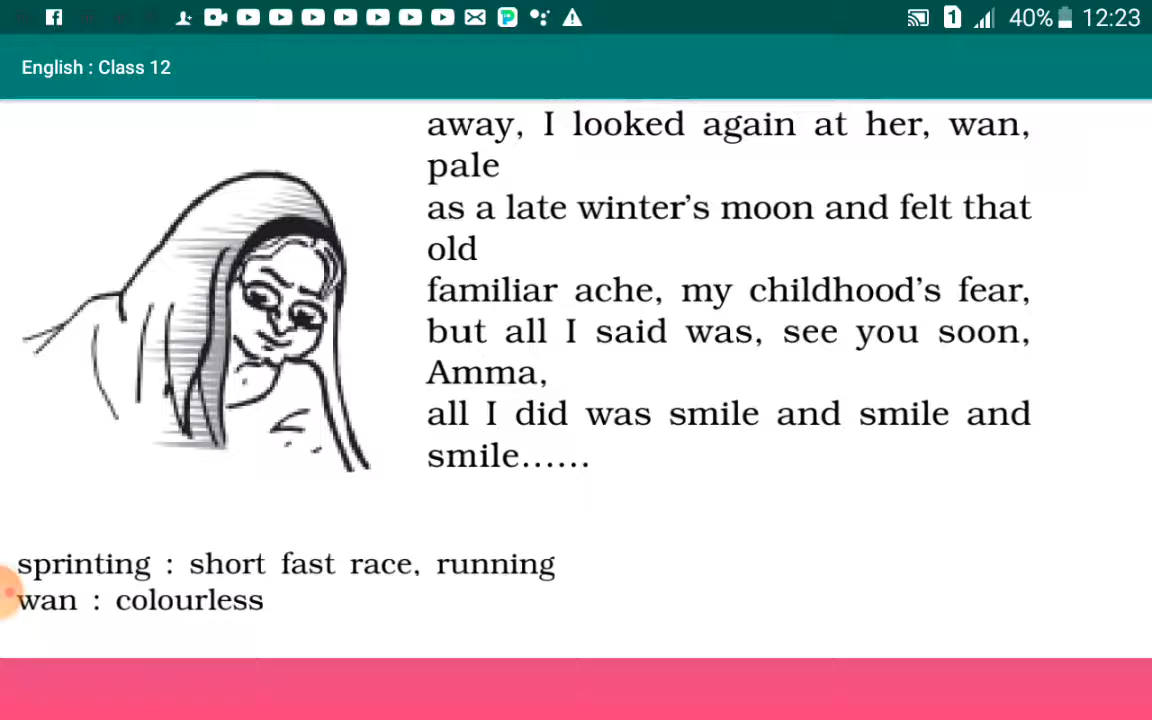 1 40% 12:23
English : Class 12
away, I looked again at her, wan,
pale
as a late winter's moon and felt that
old
familiar ache, my childhood's fear,
but all I said was, see you soon,
Amma,
all I did was smile and smile and
smile......
sprinting : short fast race, running
wan : colourless